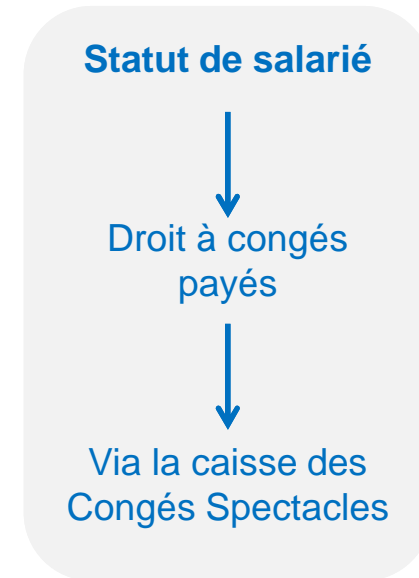 Statut de salarié
Droit à congés
payés
Via la caisse des
Congés Spectacles